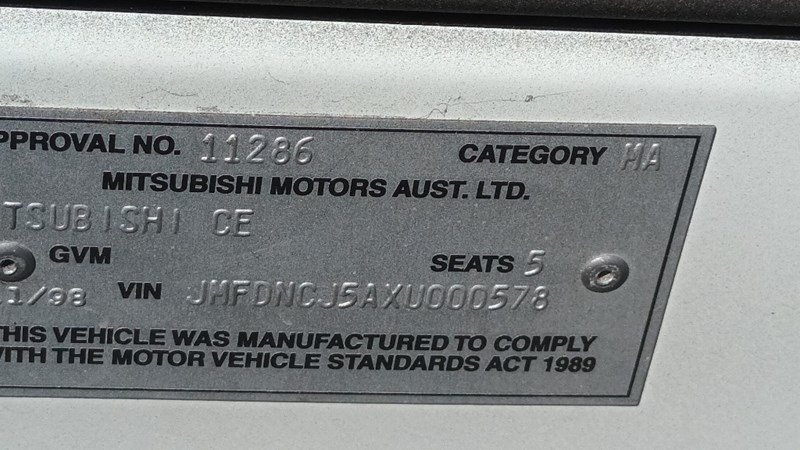 PPROVAL NO. 11286 CATEGORY MA
MITSUBISHI MOTORS AUST. LTD.
TSUBISHI CE
GVM SEATS 5
11/98 VIN JMFDNCJ5AXU000578
THIS VEHICLE WAS MANUFACTURED TO COMPLY
WITH THE MOTOR VEHICLE STANDARDS ACT 1989